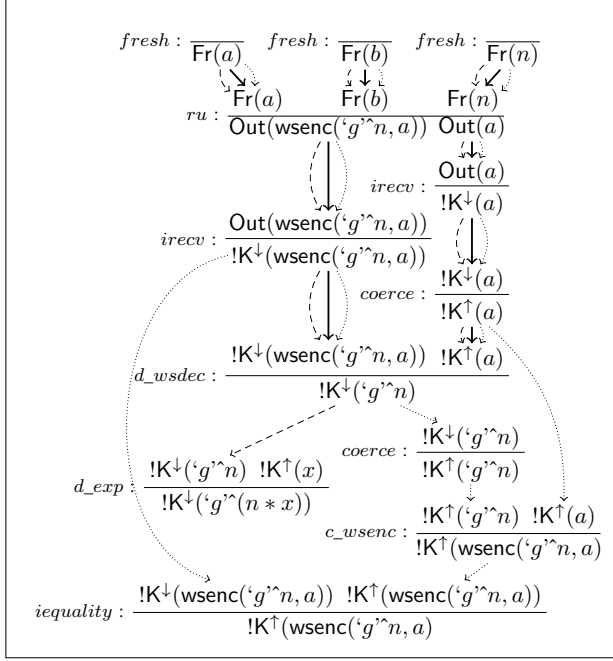 fresh : fresh : fresh :
Fr(a) Fr(b) Fr(n)
Fr(a) Fr(b) Fr(n)
ru :
Out(wsenc(‘g’^n, a)) Out(a)
Out(a)
irecv :
!K↓(a)
Out(wsenc(‘g’^n, a))
irecv :
!K↓(wsenc(‘g’^n, a))
!K↓(a)
coerce :
!K↑(a)
!K↓(wsenc(‘g’^n, a)) !K↑(a)
d_wsdec :
!K↓(‘g’^n)
!K↓(‘g’^n)
coerce :
!K↑(‘g’^n)
!K↓(‘g’^n) !K↑(x)
d_exp :
!K↓(‘g’^(n ∗ x))
!K↑(‘g’^n) !K↑(a)
c_wsenc :
!K↑(wsenc(‘g’^n, a)
!K↓(wsenc(‘g’^n, a)) !K↑(wsenc(‘g’^n, a))
iequality :
!K↑(wsenc(‘g’^n, a)